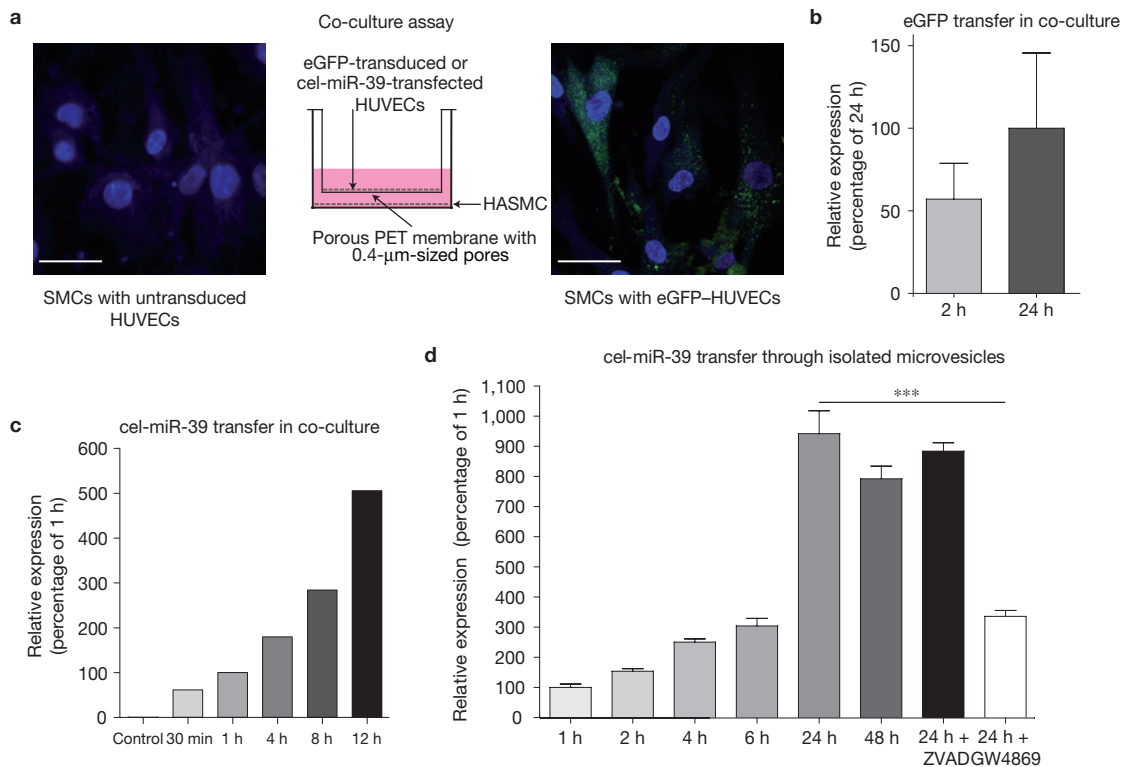 a
Co-culture assay
eGFP-transduced or
cel-miR-39-transfected
HUVECs
HASMC
Porous PET membrane with
0.4-μm-sized pores
SMCs with untransduced
HUVECs
SMCs with eGFP–HUVECs
b
eGFP transfer in co-culture
Relative expression
(percentage of 24 h)
150
100
50
0
2 h
24 h
c
cel-miR-39 transfer in co-culture
Relative expression
(percentage of 1 h)
600
500
400
300
200
100
0
Control 30 min 1 h 4 h 8 h 12 h
d
cel-miR-39 transfer through isolated microvesicles
Relative expression (percentage of 1 h)
1,100
1,000
900
800
700
600
500
400
300
200
100
0
***
1 h 2 h 4 h 6 h 24 h 48 h 24 h + 24 h +
ZVADGW4869